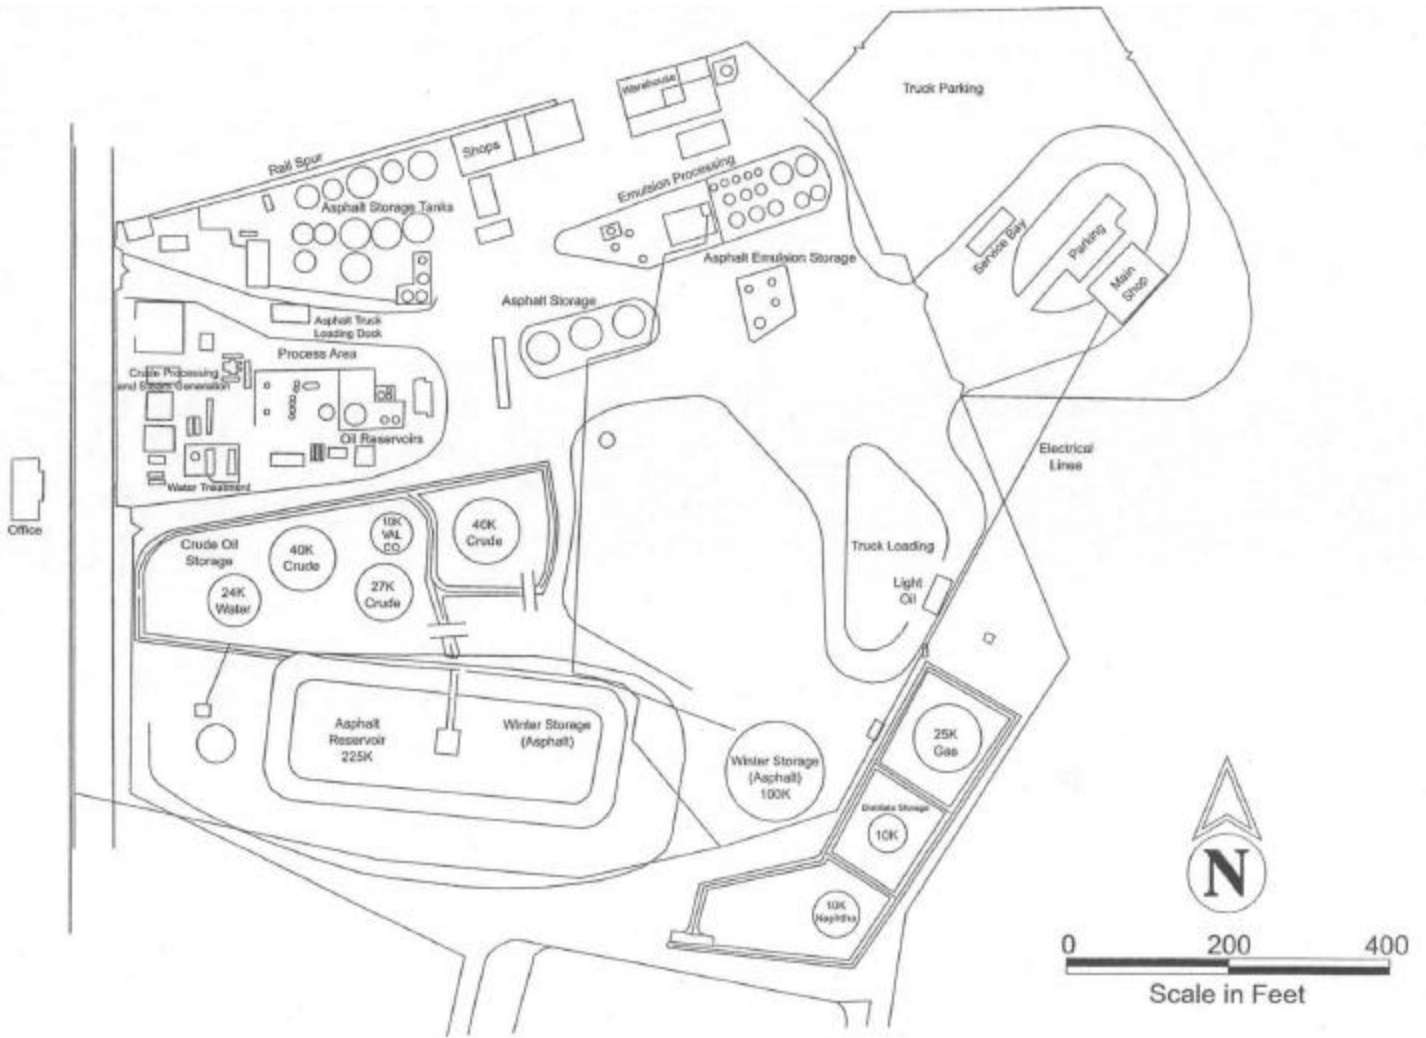 Truck Parking
Warehouse
Shops
Rail Spur
Emulsion Processing
Asphalt Storage Tanks
Service Bay
Parking
Main
Shop
Asphalt Emulsion Storage
Asphalt Storage
Asphalt Truck
Loading Dock
Process Area
Crude Processing
and Steam Generation
Oil Reservoirs
Water Treatment
Electrical
Lines
Office
Crude Oil
Storage
40K
Crude
10K
VAL
CO
40K
Crude
24K
Water
27K
Crude
Truck Loading
Light
Oil
Asphalt
Reservoir
225K
Winter Storage
(Asphalt)
Winter Storage
(Asphalt)
100K
25K
Gas
Distillate Storage
10K
10K
Naphtha
N
0 200 400
Scale in Feet